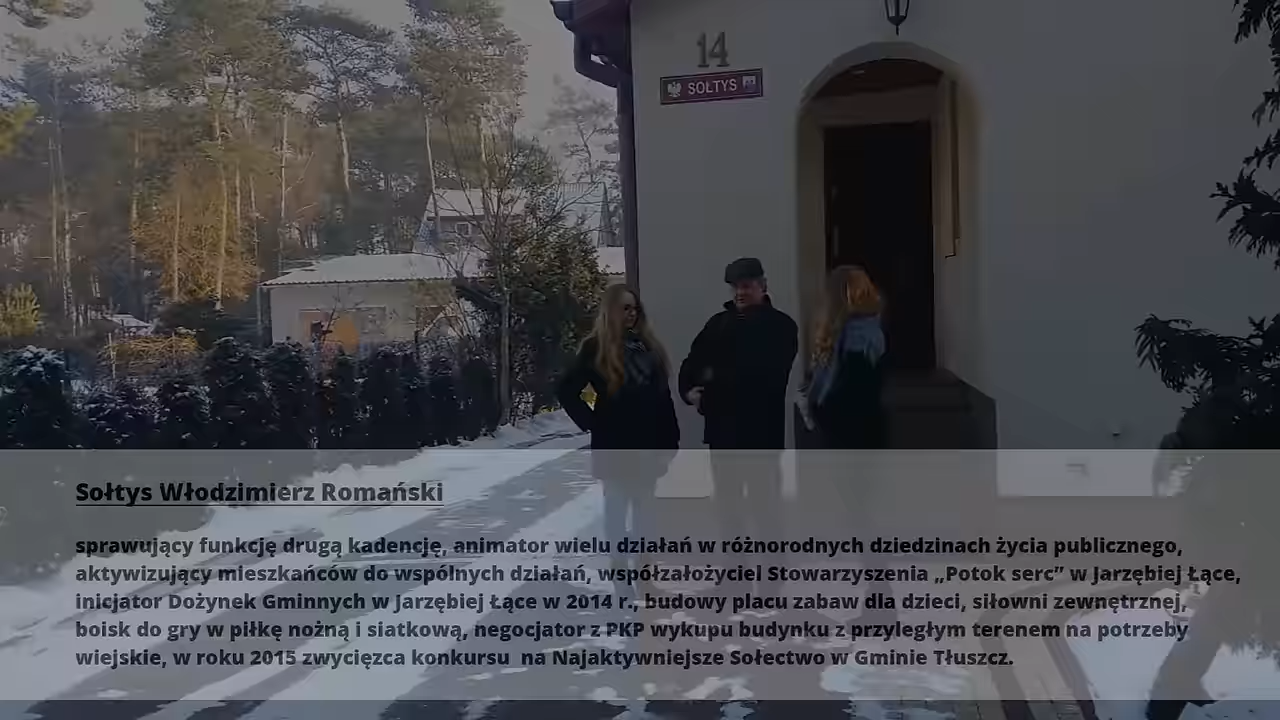 14
SOŁTYS
Sołtys Włodzimierz Romański
sprawujący funkcję drugą kadencję, animator wielu działań w różnorodnych dziedzinach życia publicznego,
aktywizujący mieszkańców do wspólnych działań, współzałożyciel Stowarzyszenia „Potok serc” w Jarzębiej Łące,
inicjator Dożynek Gminnych w Jarzębiej Łące w 2014 r., budowy placu zabaw dla dzieci, siłowni zewnętrznej,
boisk do gry w piłkę nożną i siatkową, negocjator z PKP wykupu budynku z przyległym terenem na potrzeby
wiejskie, w roku 2015 zwycięzca konkursu na Najaktywniejsze Sołectwo w Gminie Tłuszcz.